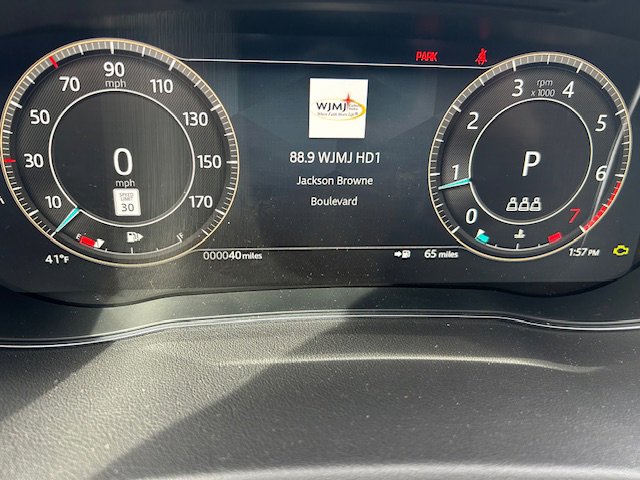 PARK
90
mph
70
110
50
130
30
150
10
170
0
mph
SPEED
LIMIT
30
E
F
WJMJ
88.9 WJMJ HD1
Jackson Browne
Boulevard
rpm
x 1000
3
4
2
5
1
6
0
7
P
41°F
000040 miles
65 miles
1:57 PM